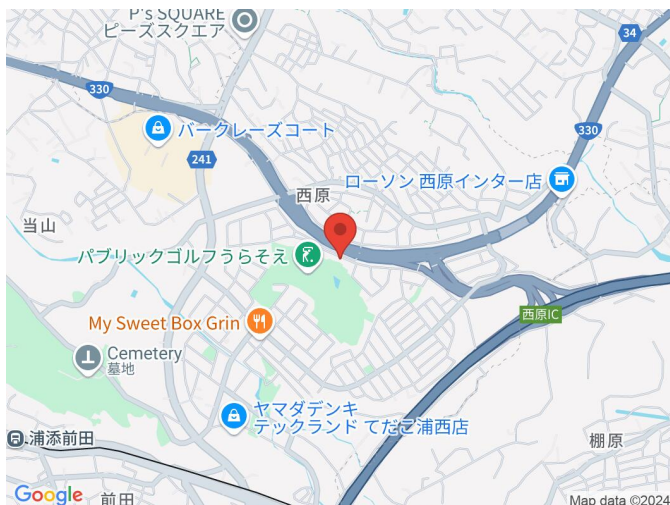 P's SQUARE
ピーズスクエア
34
330
バークレーズコート
330
241
ローソン 西原インター店
西原
当山
パブリックゴルフうらそえ
西原IC
My Sweet Box Grin
Cemetery
墓地
ヤマダデンキ
テックランド てだこ浦西店
浦添前田
棚原
Google
前田
Map data ©2024